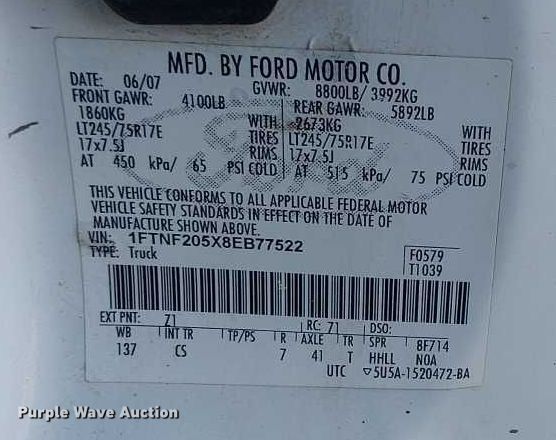 MFD. BY FORD MOTOR CO.
DATE: 06/07 GVWR: 8800LB/ 3992KG
FRONT GAWR: 4100LB REAR GAWR: 5892LB
1860KG WITH 2673KG WITH
LT245/75R17E TIRES LT245/75R17E TIRES
17x7.5J RIMS 17x7.5J RIMS
AT 450 kPa/ 65 PSI COLD AT 515 kPa/ 75 PSI COLD
THIS VEHICLE CONFORMS TO ALL APPLICABLE FEDERAL MOTOR
VEHICLE SAFETY STANDARDS IN EFFECT ON THE DATE OF
MANUFACTURE SHOWN ABOVE.
VIN: 1FTNF205X8EB77522 F0579
TYPE: Truck T1039
EXT PNT: Z1 RC: 71 DSO:
WB INT TR TP/PS R AXLE TR SPR 8F714
137 CS 7 41 T HHLL NOA
UTC 5U5A-1520472-BA
Ford
Purple Wave Auction